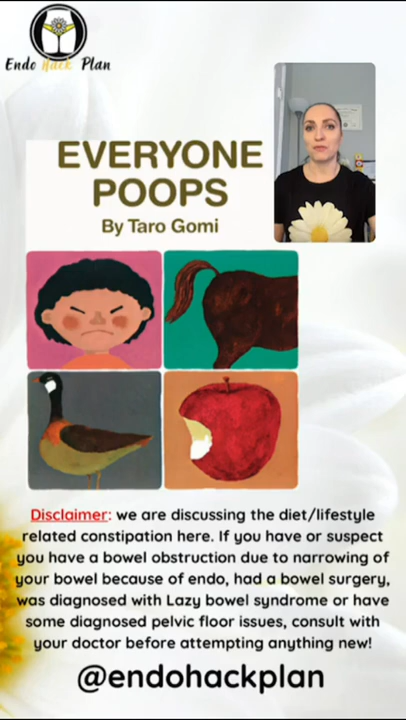 Endo Hack Plan
EVERYONE
POOPS
By Taro Gomi
Disclaimer: we are discussing the diet/lifestyle
related constipation here. If you have or suspect
you have a bowel obstruction due to narrowing of
your bowel because of endo, had a bowel surgery,
was diagnosed with Lazy bowel syndrome or have
some diagnosed pelvic floor issues, consult with
your doctor before attempting anything new!
@endohackplan